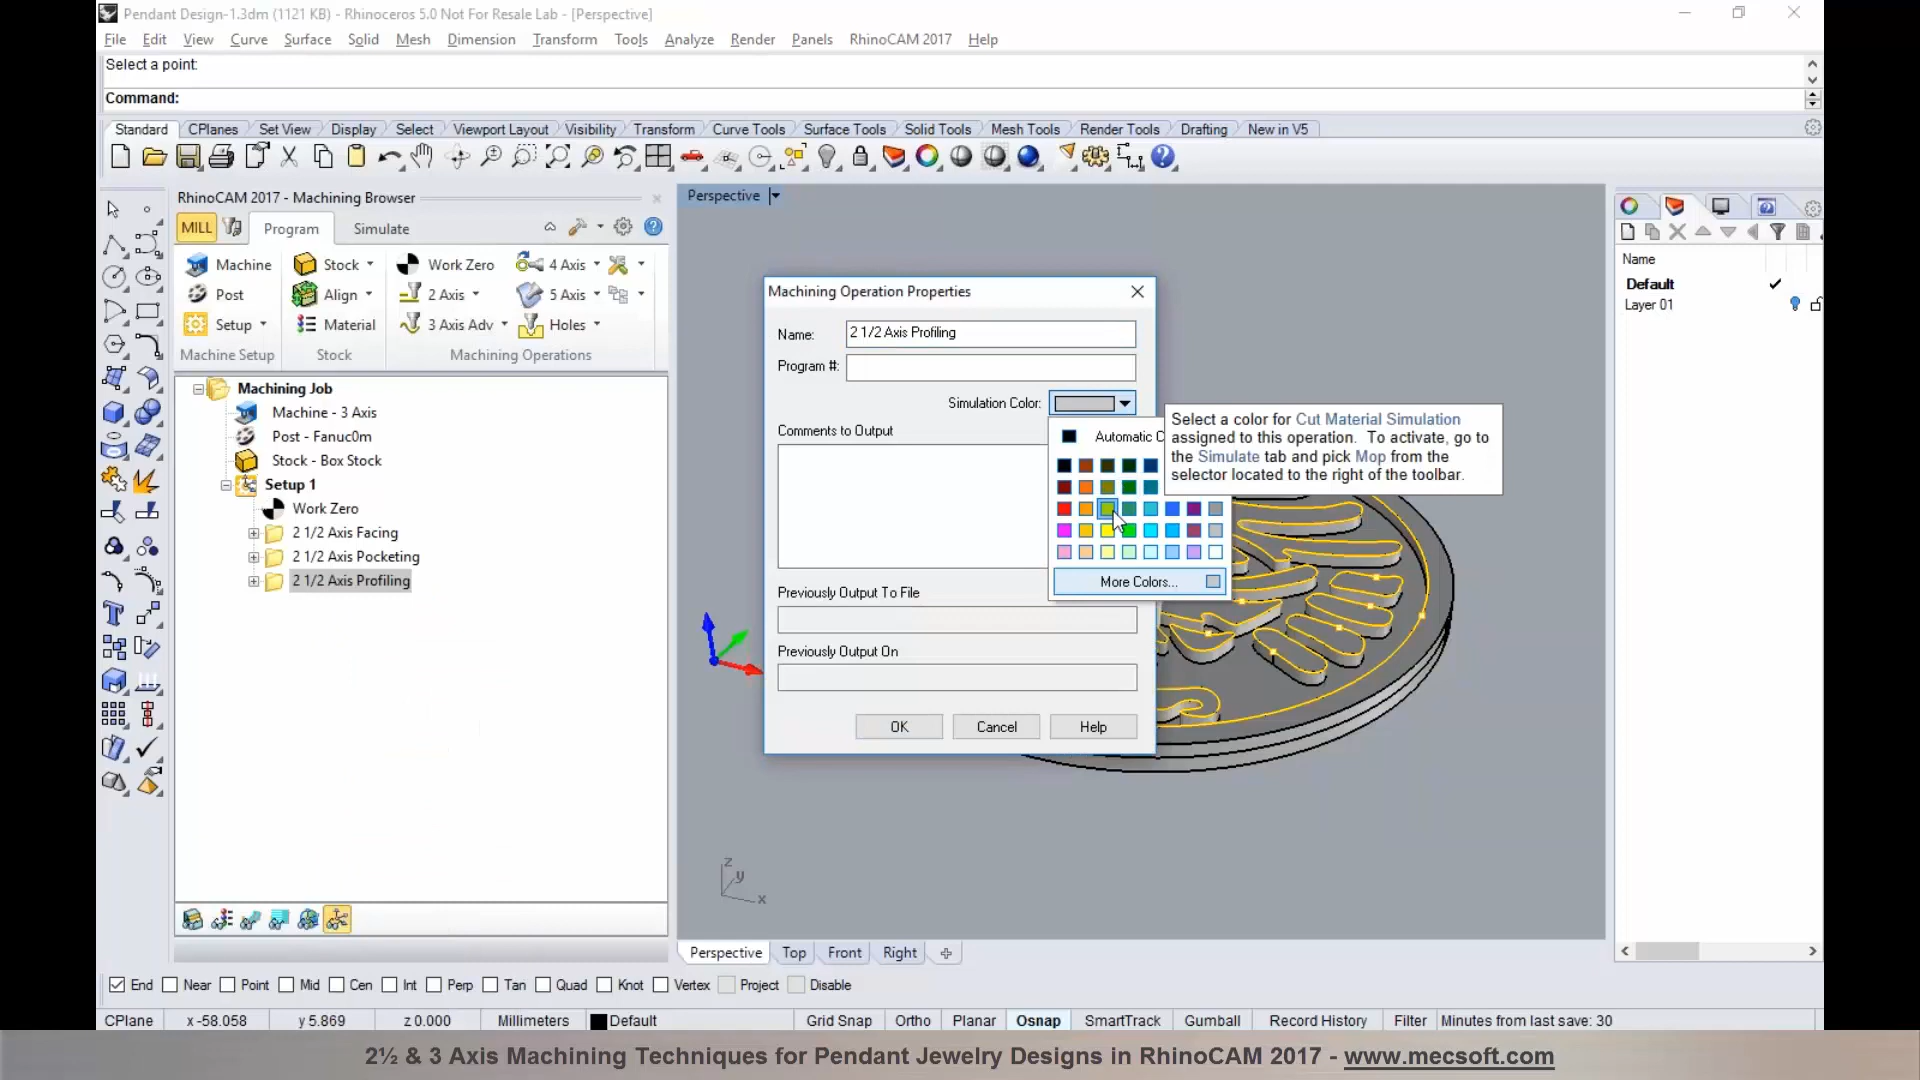 Pendant Design-1.3dm (1121 KB) - Rhinoceros 5.0 Not For Resale Lab - [Perspective]
File Edit View Curve Surface Solid Mesh Dimension Transform Tools Analyze Render Panels RhinoCAM 2017 Help
Select a point:
Command:
Standard CPlanes Set View Display Select Viewport Layout Visibility Transform Curve Tools Surface Tools Solid Tools Mesh Tools Render Tools Drafting New in V5
RhinoCAM 2017 - Machining Browser
MILL Program Simulate
Machine Stock Work Zero 4 Axis
Post Align 2 Axis 5 Axis
Setup Material 3 Axis Adv Holes
Machine Setup Stock Machining Operations
Machining Job
Machine - 3 Axis
Post - Fanuc0m
Stock - Box Stock
Setup 1
Work Zero
2 1/2 Axis Facing
2 1/2 Axis Pocketing
2 1/2 Axis Profiling
Perspective
Machining Operation Properties
Name: 2 1/2 Axis Profiling
Program #:
Simulation Color:
Comments to Output
Automatic C
More Colors...
Select a color for Cut Material Simulation
assigned to this operation. To activate, go to
the Simulate tab and pick Mop from the
selector located to the right of the toolbar.
Previously Output To File
Previously Output On
OK Cancel Help
z
y
x
Name
Default
Layer 01
Perspective Top Front Right
End Near Point Mid Cen Int Perp Tan Quad Knot Vertex Project Disable
CPlane x -58.058 y 5.869 z 0.000 Millimeters Default Grid Snap Ortho Planar Osnap SmartTrack Gumball Record History Filter Minutes from last save: 30
2½ & 3 Axis Machining Techniques for Pendant Jewelry Designs in RhinoCAM 2017 - www.mecsoft.com